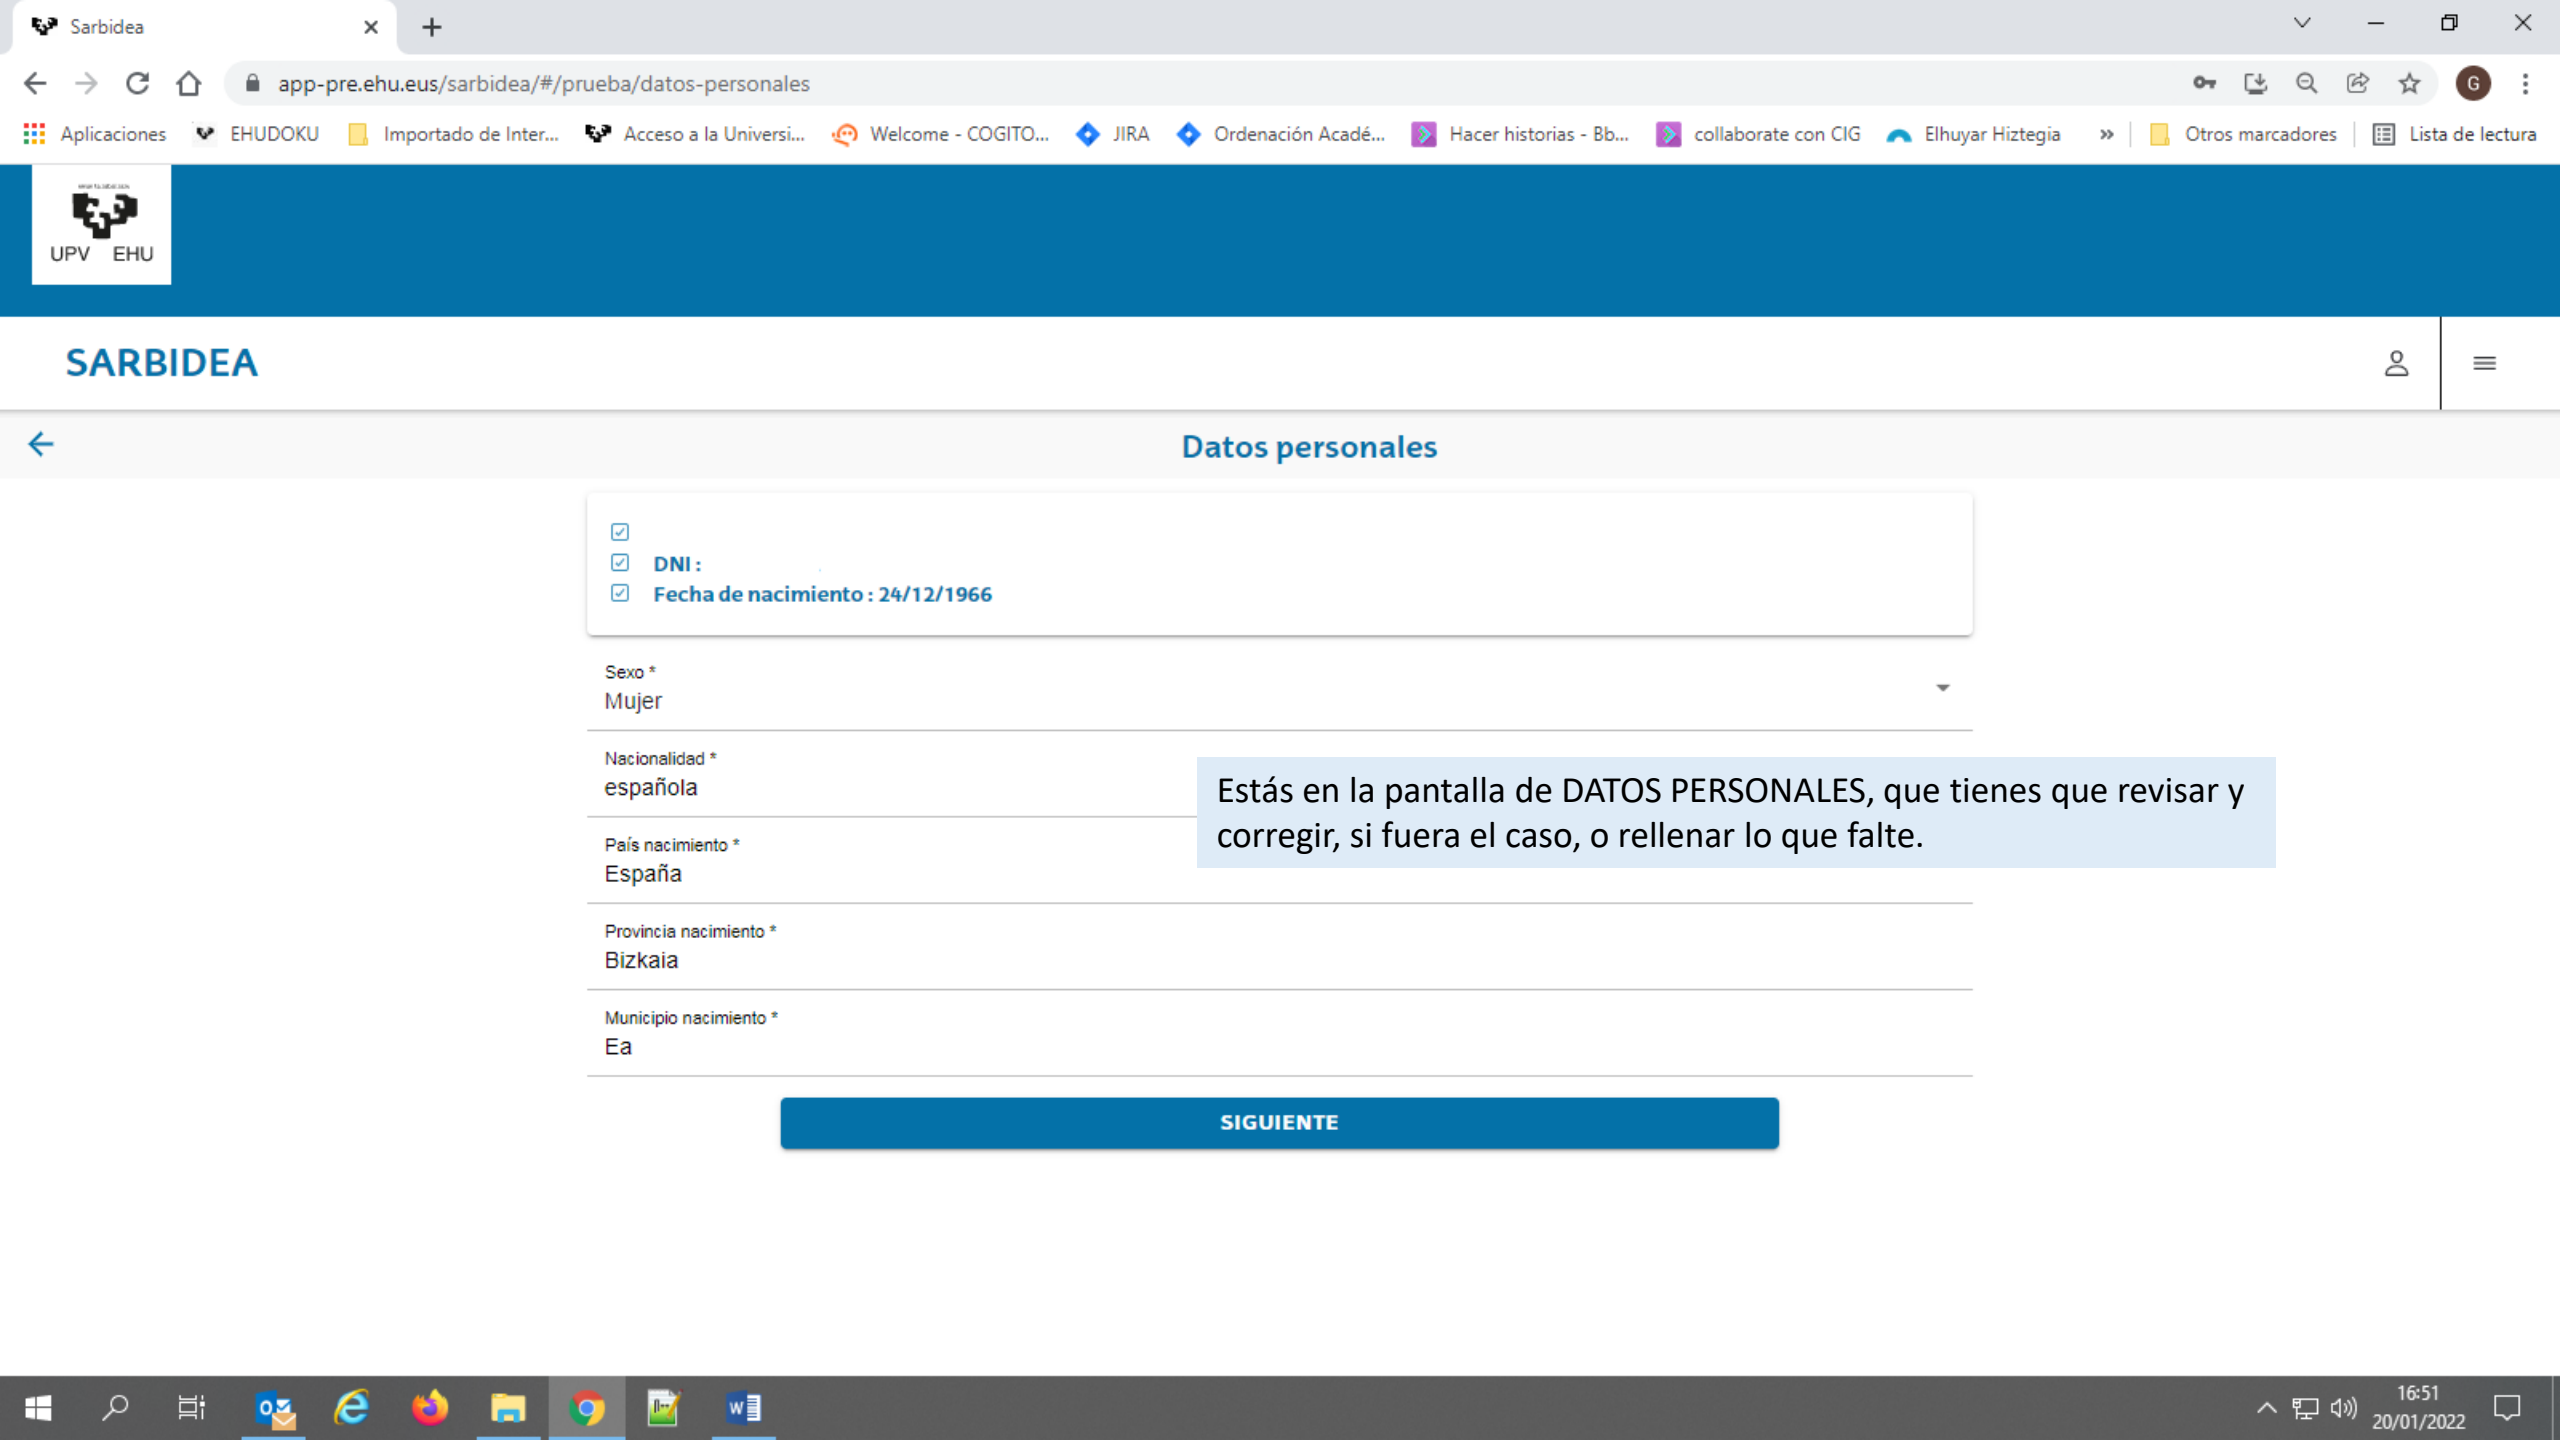 Sarbidea
app-pre.ehu.eus/sarbidea/#/prueba/datos-personales
G
Aplicaciones EHUDOKU Importado de Inter... Acceso a la Universi... Welcome - COGITO... JIRA Ordenación Acadé... Hacer historias - Bb... collaborate con CIG Elhuyar Hiztegia » Otros marcadores Lista de lectura
UPV EHU
SARBIDEA
Datos personales
DNI :
Fecha de nacimiento : 24/12/1966
Sexo *
Mujer
Nacionalidad *
española
Estás en la pantalla de DATOS PERSONALES, que tienes que revisar y
corregir, si fuera el caso, o rellenar lo que falte.
País nacimiento *
España
Provincia nacimiento *
Bizkaia
Municipio nacimiento *
Ea
SIGUIENTE
16:51
20/01/2022